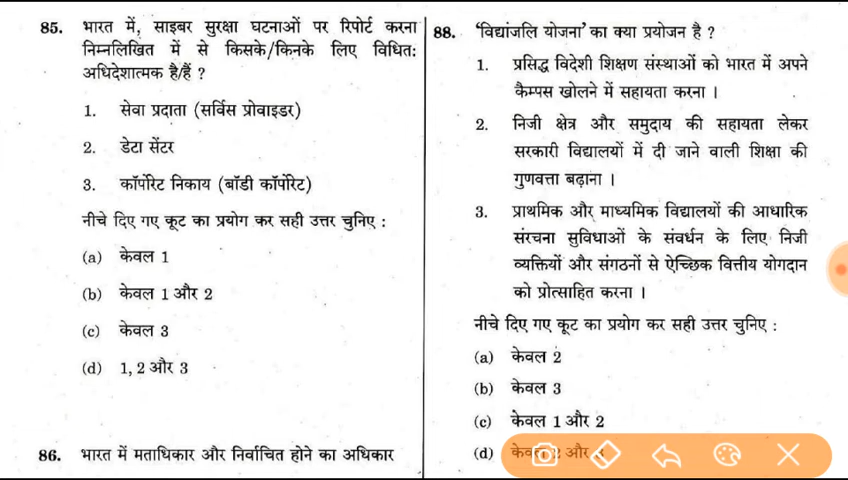 85. भारत में, साइबर सुरक्षा घटनाओं पर रिपोर्ट करना
निम्नलिखित में से किसके/किनके लिए विधित:
अधिदेशात्मक है/हैं ?
1. सेवा प्रदाता (सर्विस प्रोवाइडर)
2. डेटा सेंटर
3. कॉर्पोरेट निकाय (बॉडी कॉर्पोरेट)
नीचे दिए गए कूट का प्रयोग कर सही उत्तर चुनिए :
(a) केवल 1
(b) केवल 1 और 2
(c) केवल 3
(d) 1, 2 और 3
86. भारत में मताधिकार और निर्वाचित होने का अधिकार
88. ‘विद्यांजलि योजना’ का क्या प्रयोजन है ?
1. प्रसिद्ध विदेशी शिक्षण संस्थाओं को भारत में अपने
कैम्पस खोलने में सहायता करना ।
2. निजी क्षेत्र और समुदाय की सहायता लेकर
सरकारी विद्यालयों में दी जाने वाली शिक्षा की
गुणवत्ता बढ़ाना ।
3. प्राथमिक और माध्यमिक विद्यालयों की आधारिक
संरचना सुविधाओं के संवर्धन के लिए निजी
व्यक्तियों और संगठनों से ऐच्छिक वित्तीय योगदान
को प्रोत्साहित करना ।
नीचे दिए गए कूट का प्रयोग कर सही उत्तर चुनिए :
(a) केवल 2
(b) केवल 3
(c) केवल 1 और 2
(d) केवल 2 और